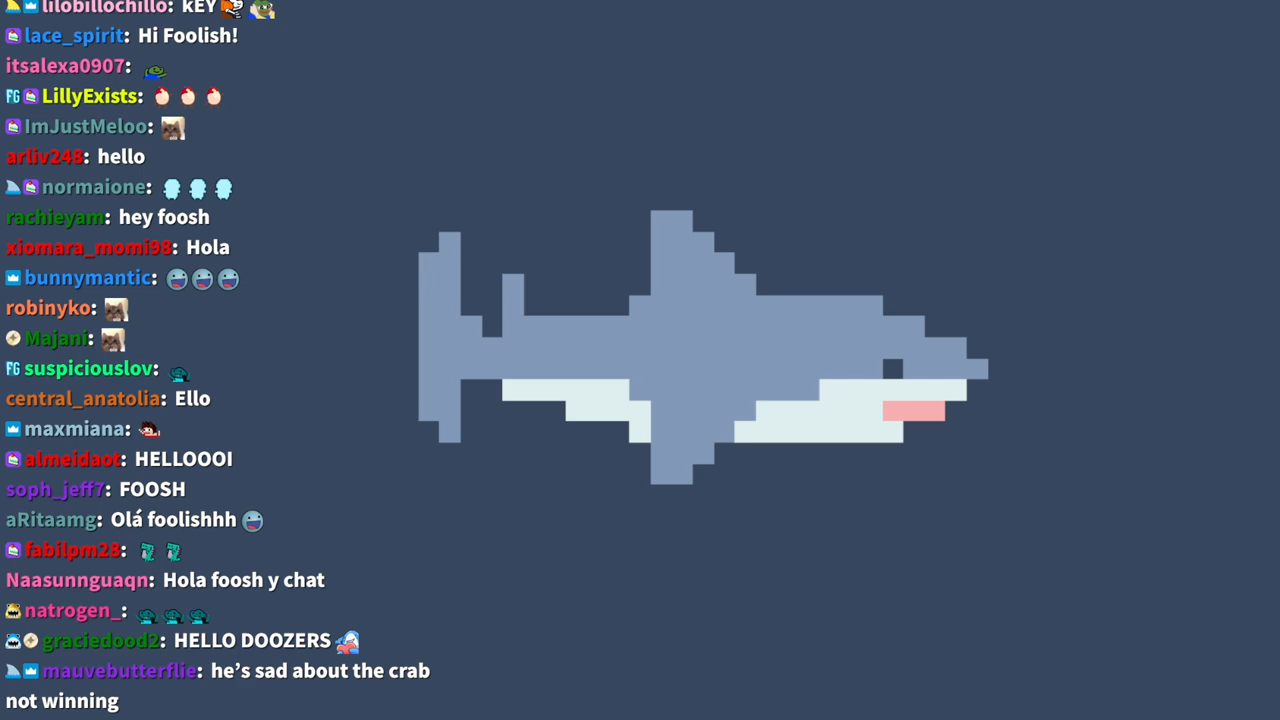 lilobillochillo: kEY
lace_spirit: Hi Foolish!
itsalexa0907:
FG LillyExists:
ImJustMeloo:
arliv248: hello
normaione:
rachieyam: hey foosh
xiomara_momi98: Hola
bunnymantic:
robinyko:
Majani:
FG suspiciouslov:
central_anatolia: Ello
maxmiana:
almeidaot: HELLOOOI
soph_jeff7: FOOSH
aRitaamg: Olá foolishhh
fabilpm28:
Naasunnguaqn: Hola foosh y chat
natrogen_:
graciedood2: HELLO DOOZERS
mauvebutterflie: he’s sad about the crab
not winning